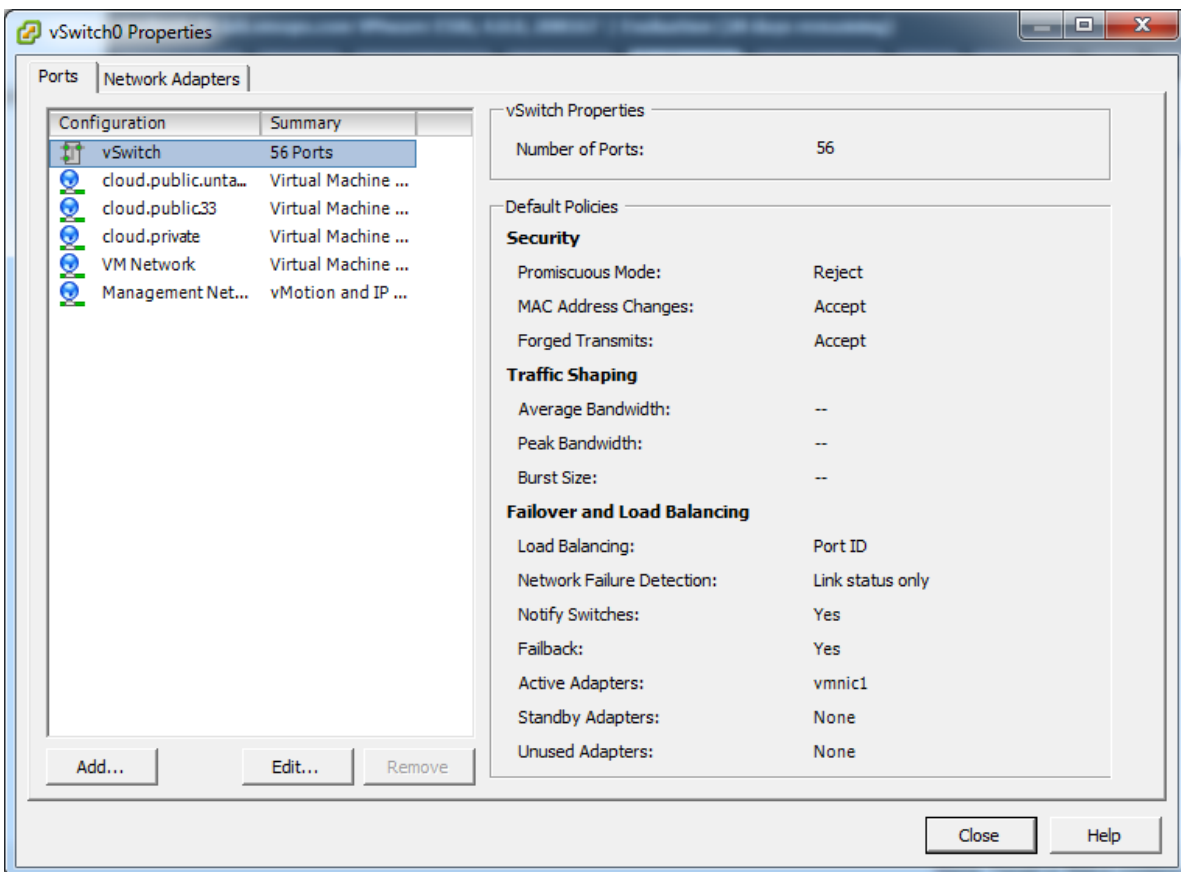 vSwitch0 Properties
Ports Network Adapters
Configuration Summary
vSwitch 56 Ports
cloud.public.unta... Virtual Machine ...
cloud.public.33 Virtual Machine ...
cloud.private Virtual Machine ...
VM Network Virtual Machine ...
Management Net... vMotion and IP ...
Add... Edit... Remove
vSwitch Properties
Number of Ports: 56
Default Policies
Security
Promiscuous Mode: Reject
MAC Address Changes: Accept
Forged Transmits: Accept
Traffic Shaping
Average Bandwidth: --
Peak Bandwidth: --
Burst Size: --
Failover and Load Balancing
Load Balancing: Port ID
Network Failure Detection: Link status only
Notify Switches: Yes
Failback: Yes
Active Adapters: vmnic1
Standby Adapters: None
Unused Adapters: None
Close Help